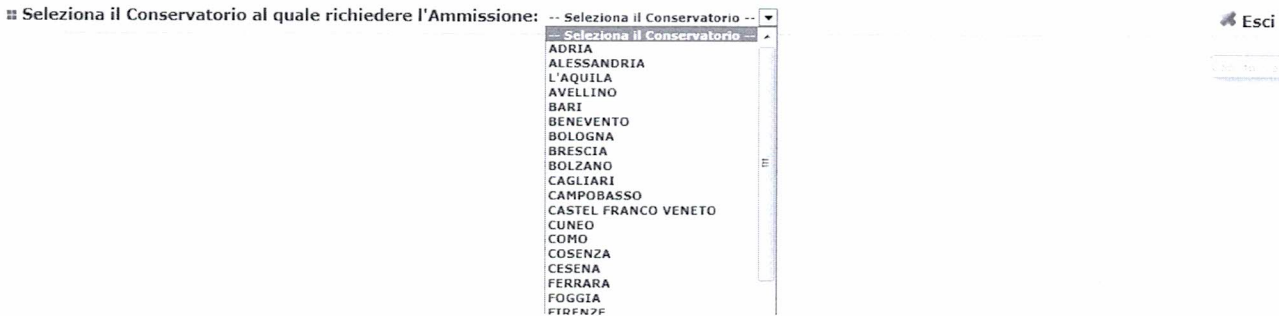 Seleziona il Conservatorio al quale richiedere l'Ammissione: -- Seleziona il Conservatorio -- Esci
-- Seleziona il Conservatorio --
ADRIA
ALESSANDRIA
L'AQUILA
AVELLINO
BARI
BENEVENTO
BOLOGNA
BRESCIA
BOLZANO
CAGLIARI
CAMPOBASSO
CASTEL FRANCO VENETO
CUNEO
COMO
COSENZA
CESENA
FERRARA
FOGGIA
FIRENZE